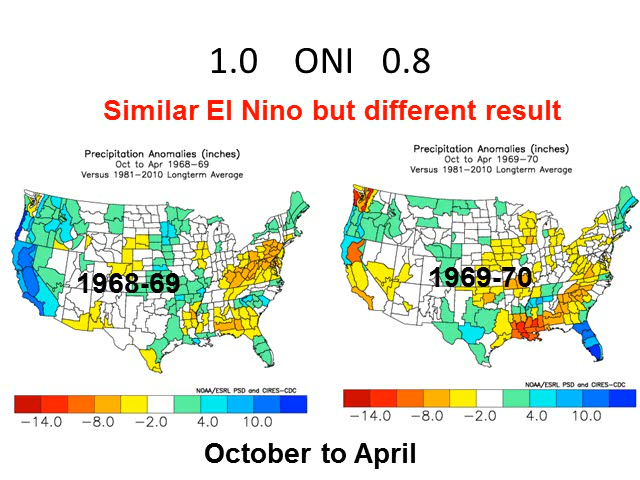 1.0 ONI 0.8
Similar El Nino but different result
Precipitation Anomalies (inches)
Oct to Apr 1968-69
Versus 1981-2010 Longterm Average
1968-69
NOAA/ESRL PSD and CIRES-CDC
-14.0 -8.0 -2.0 4.0 10.0
Precipitation Anomalies (inches)
Oct to Apr 1969-70
Versus 1981-2010 Longterm Average
1969-70
NOAA/ESRL PSD and CIRES-CDC
-14.0 -8.0 -2.0 4.0 10.0
October to April